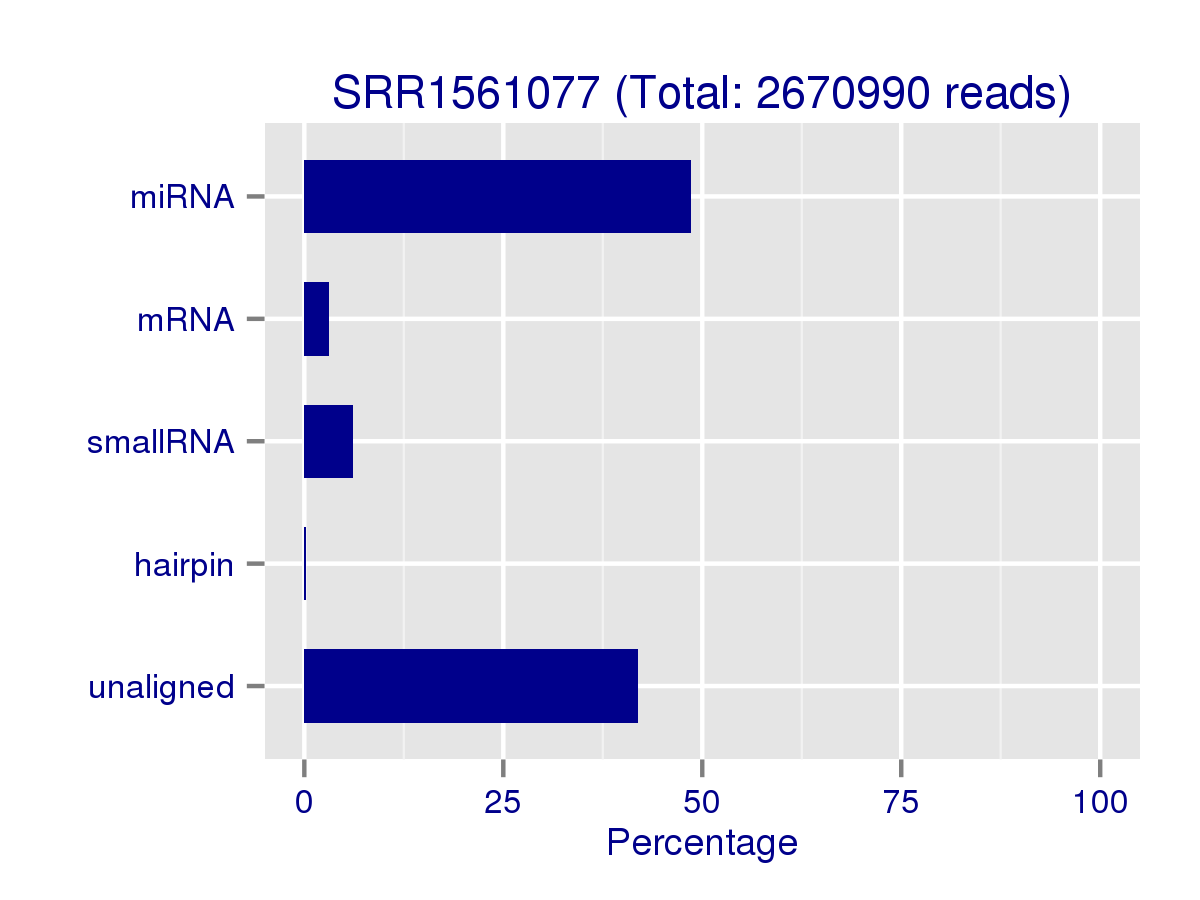 SRR1561077 (Total: 2670990 reads)
miRNA
mRNA
smallRNA
hairpin
unaligned
0 25 50 75 100
Percentage